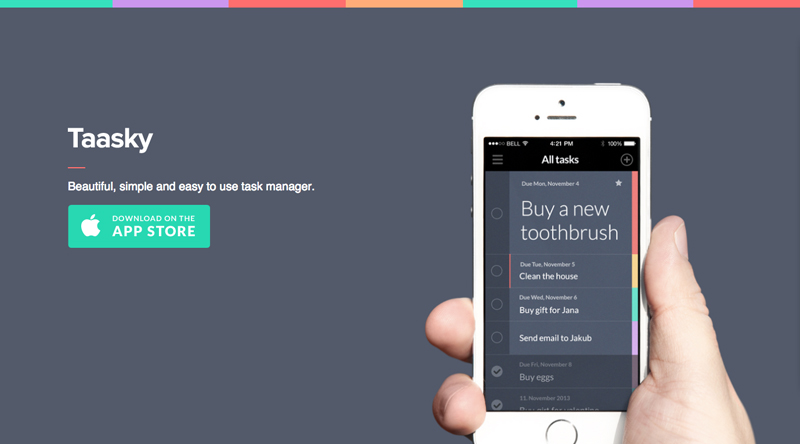 Taasky
Beautiful, simple and easy to use task manager.
DOWNLOAD ON THE
APP STORE
BELL
4:21 PM
100%
All tasks
Due Mon, November 4
Buy a new
toothbrush
Due Tue, November 5
Clean the house
Due Wed, November 6
Buy gift for Jana
Send email to Jakub
Due Fri, November 8
Buy eggs
11, November 2013